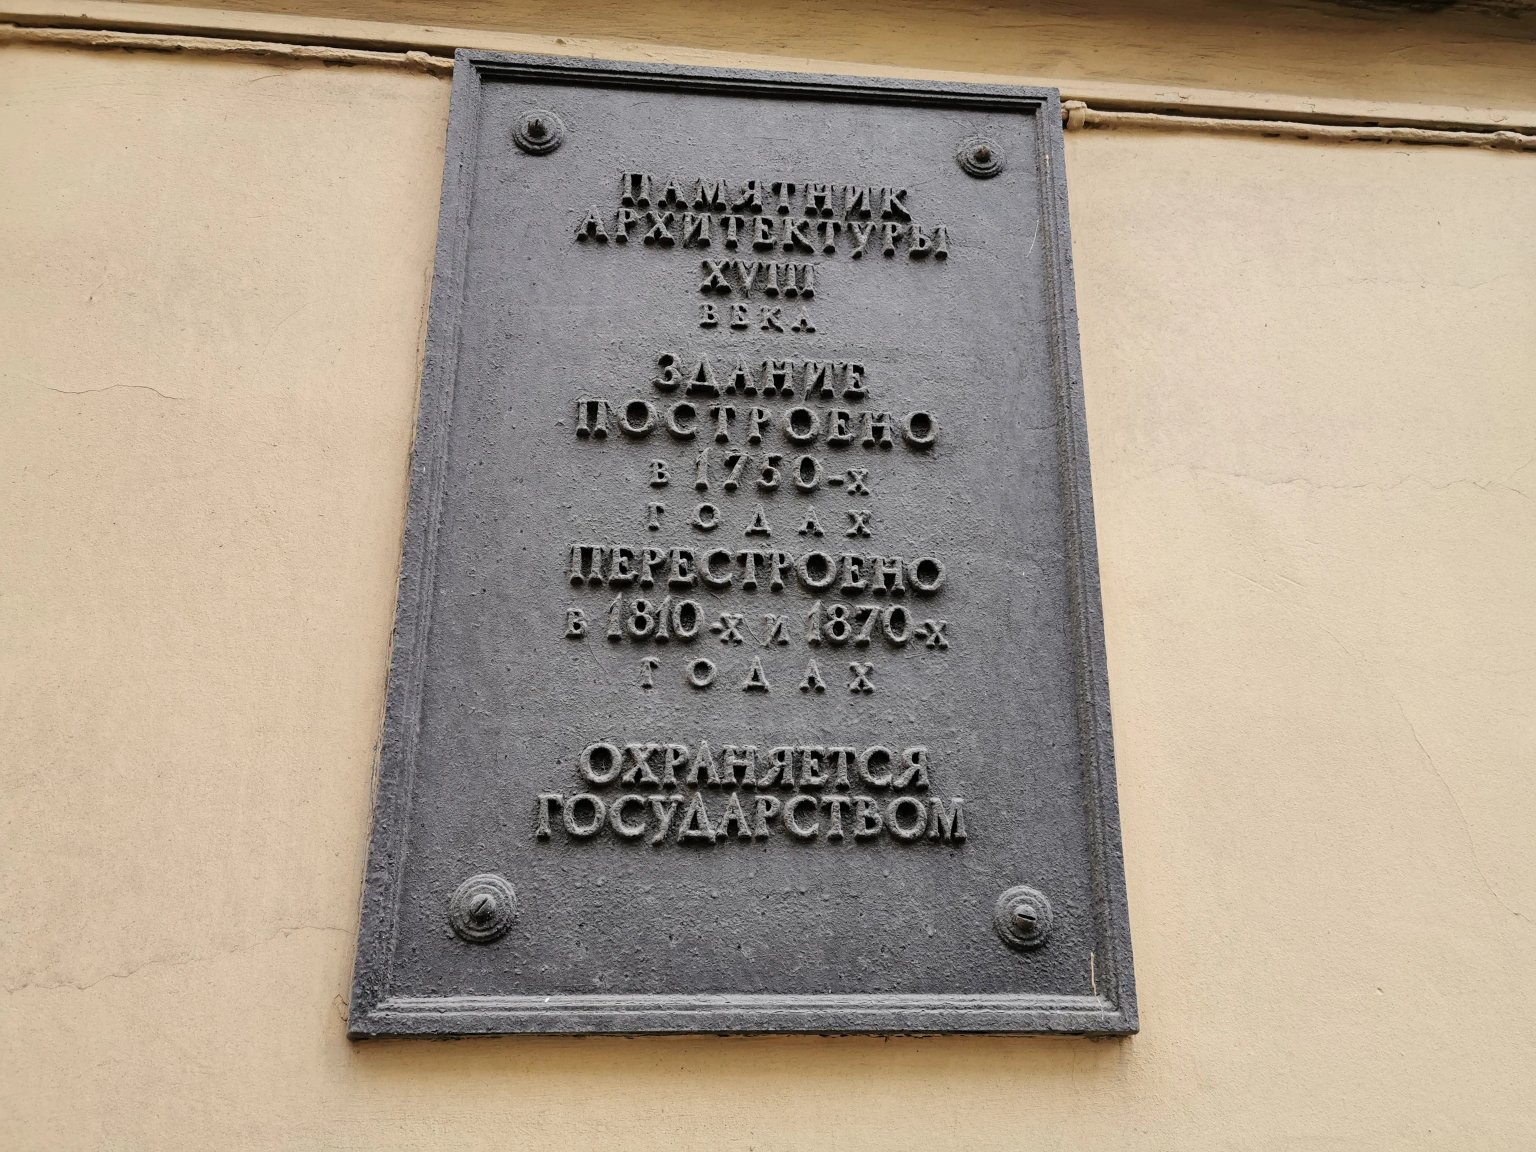 ПАМЯТНИК
АРХИТЕКТУРЫ
XVIII
ВЕКА
ЗДАНИЕ
ПОСТРОЕНО
В 1750-Х
ГОДАХ
ПЕРЕСТРОЕНО
В 1810-Х И 1870-Х
ГОДАХ
ОХРАНЯЕТСЯ
ГОСУДАРСТВОМ